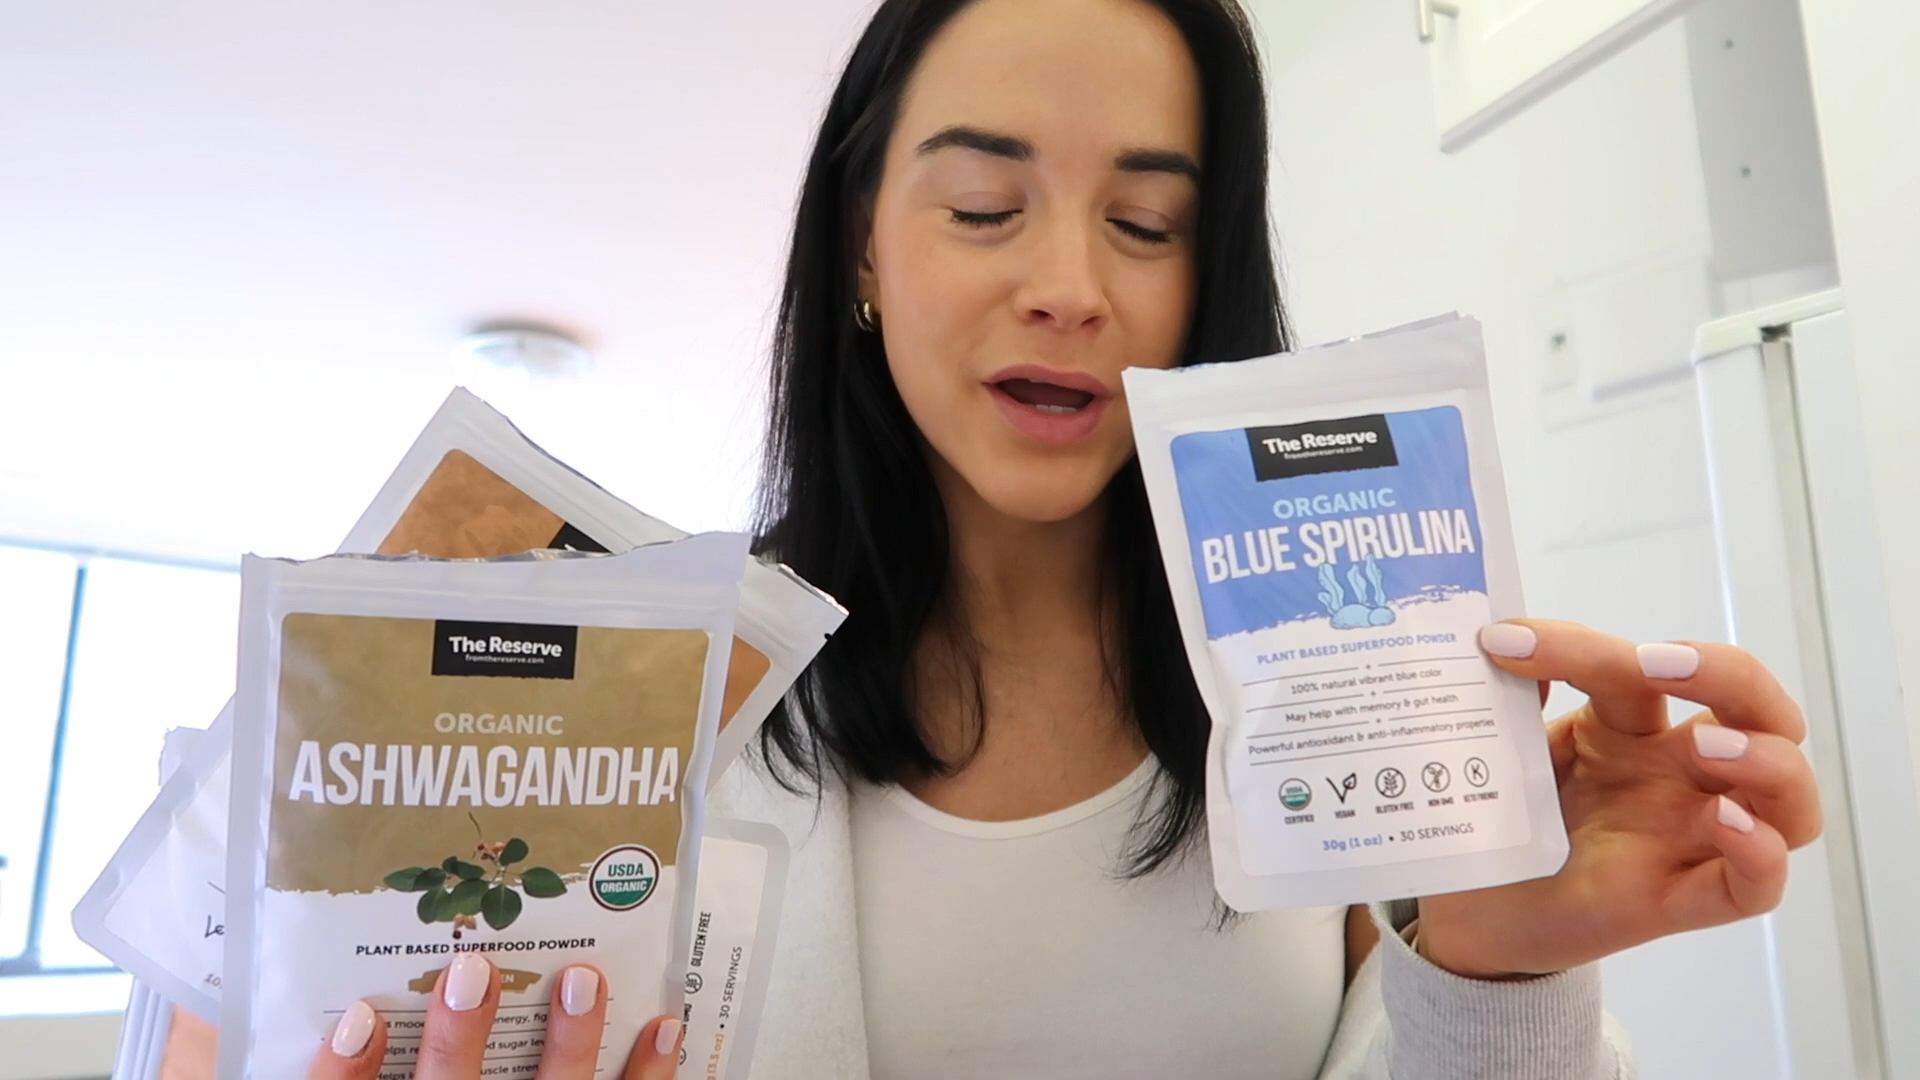 The Reserve
fromthereserve.com
ORGANIC
ASHWAGANDHA
USDA
ORGANIC
PLANT BASED SUPERFOOD POWDER
GLUTEN FREE
30 SERVINGS
The Reserve
fromthereserve.com
ORGANIC
BLUE SPIRULINA
PLANT BASED SUPERFOOD POWDER
100% natural vibrant blue color
May help with memory & gut health
Powerful antioxidant & anti-inflammatory properties
USDA
ORGANIC
CERTIFIED
VEGAN
GLUTEN FREE
NON GMO
K
KETO FRIENDLY
30g (1 oz) • 30 SERVINGS